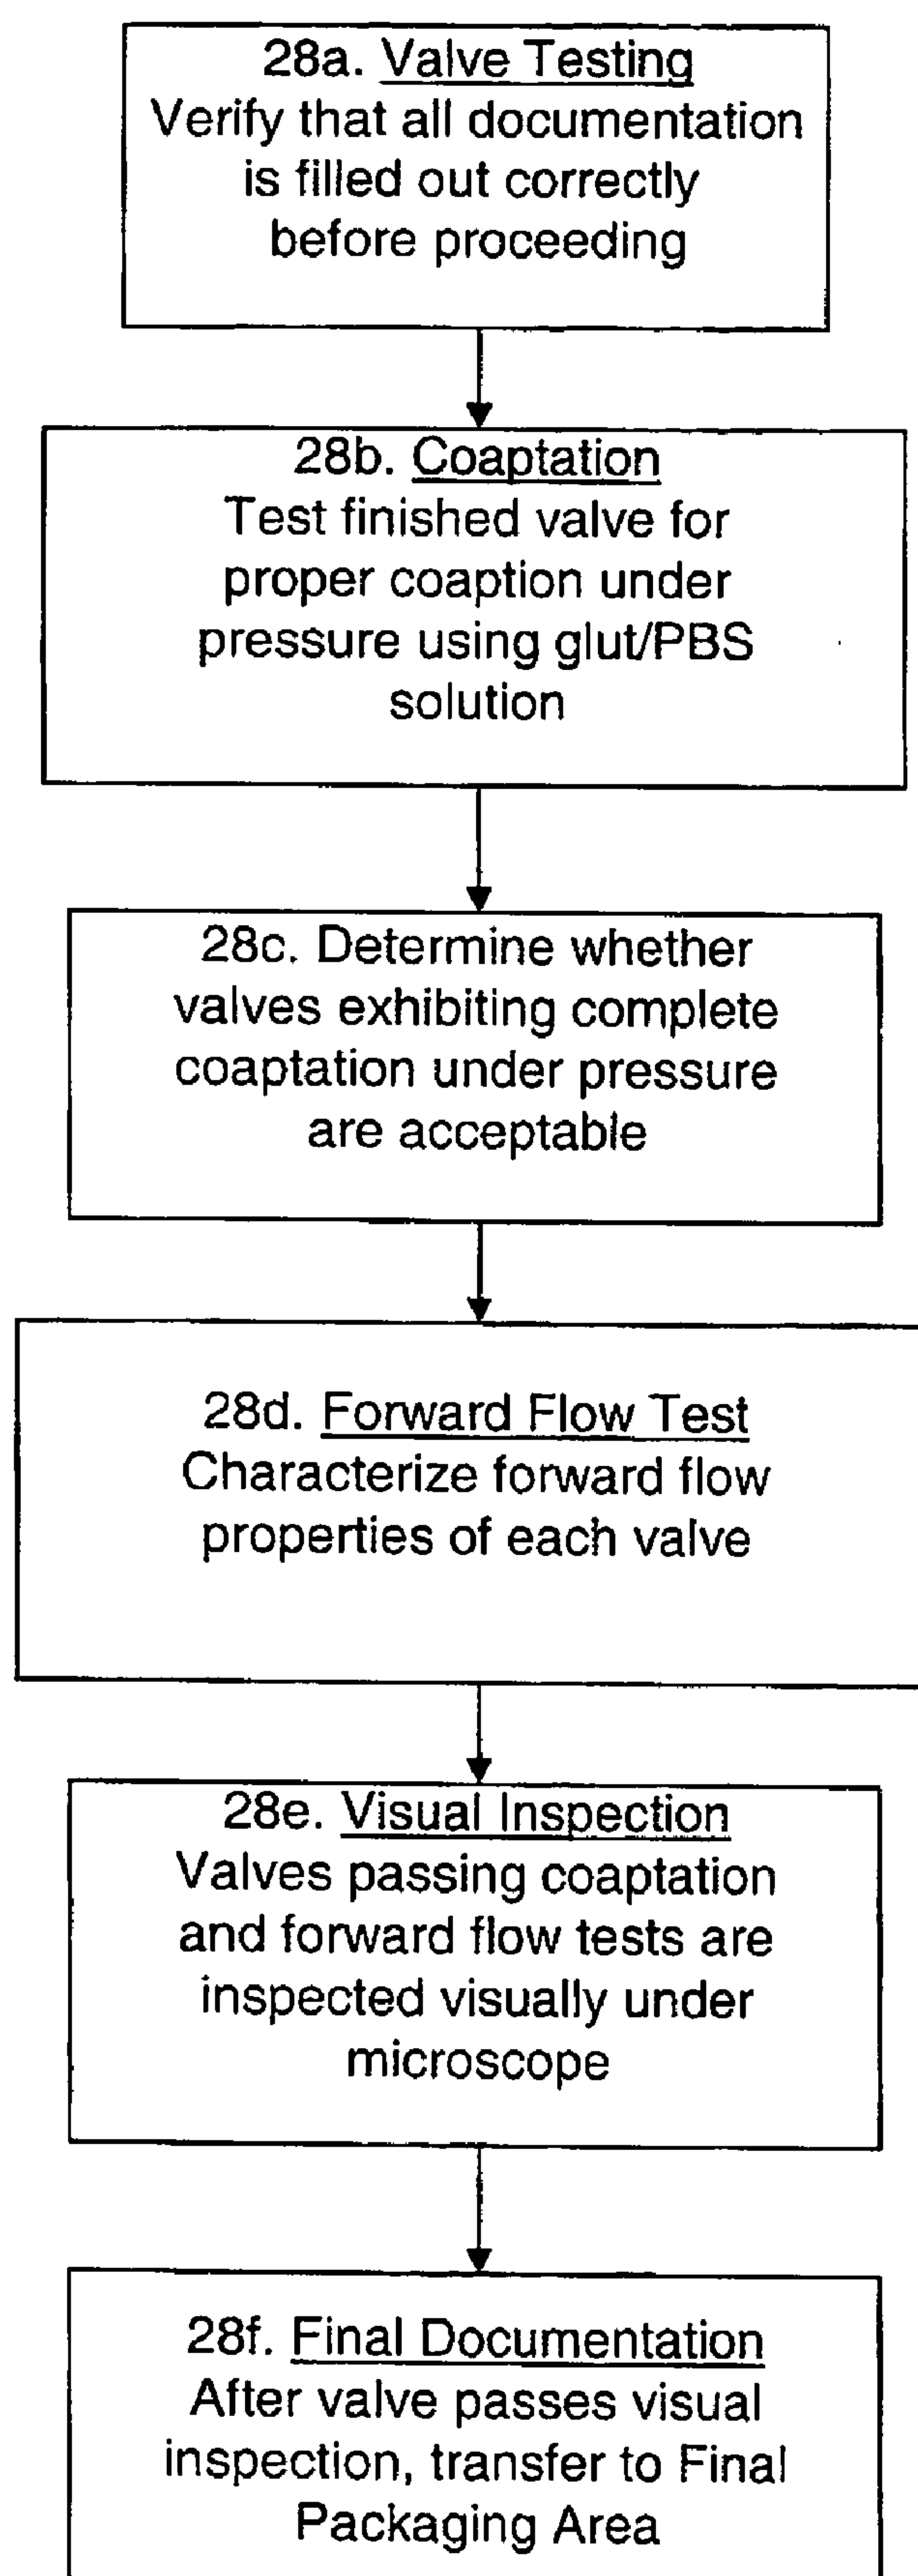 28a. Valve Testing
Verify that all documentation
is filled out correctly
before proceeding
28b. Coaptation
Test finished valve for
proper coaption under
pressure using glut/PBS
solution
28c. Determine whether
valves exhibiting complete
coaptation under pressure
are acceptable
28d. Forward Flow Test
Characterize forward flow
properties of each valve
28e. Visual Inspection
Valves passing coaptation
and forward flow tests are
inspected visually under
microscope
28f. Final Documentation
After valve passes visual
inspection, transfer to Final
Packaging Area